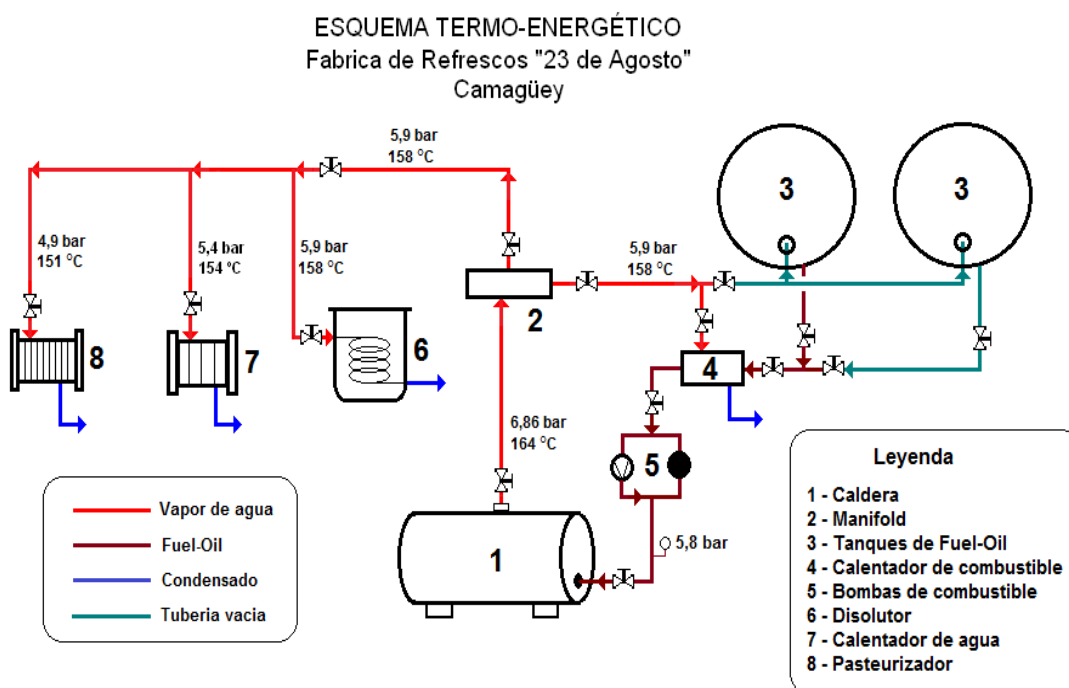 ESQUEMA TERMO-ENERGÉTICO
Fabrica de Refrescos "23 de Agosto"
Camagüey
5,9 bar
158 °C
4,9 bar
151 °C
5,4 bar
154 °C
5,9 bar
158 °C
5,9 bar
158 °C
3
3
2
8
7
6
4
6,86 bar
164 °C
5
5,8 bar
1
Vapor de agua
Fuel-Oil
Condensado
Tuberia vacia
Leyenda
1 - Caldera
2 - Manifold
3 - Tanques de Fuel-Oil
4 - Calentador de combustible
5 - Bombas de combustible
6 - Disolutor
7 - Calentador de agua
8 - Pasteurizador